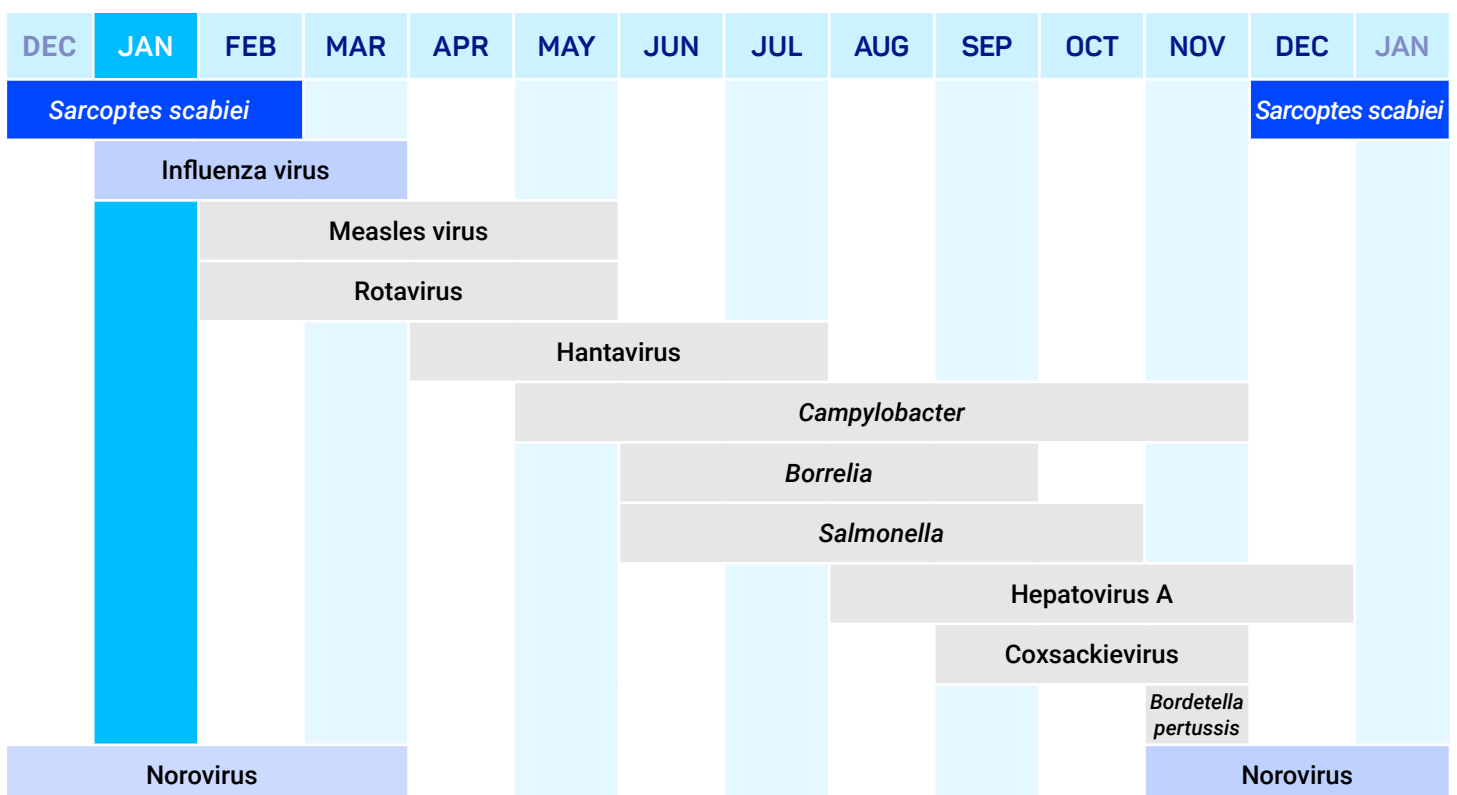 DEC JAN FEB MAR APR MAY JUN JUL AUG SEP OCT NOV DEC JAN
Sarcoptes scabiei Sarcoptes scabiei
Influenza virus
Measles virus
Rotavirus
Hantavirus
Campylobacter
Borrelia
Salmonella
Hepatovirus A
Coxsackievirus
Bordetella
pertussis
Norovirus Norovirus